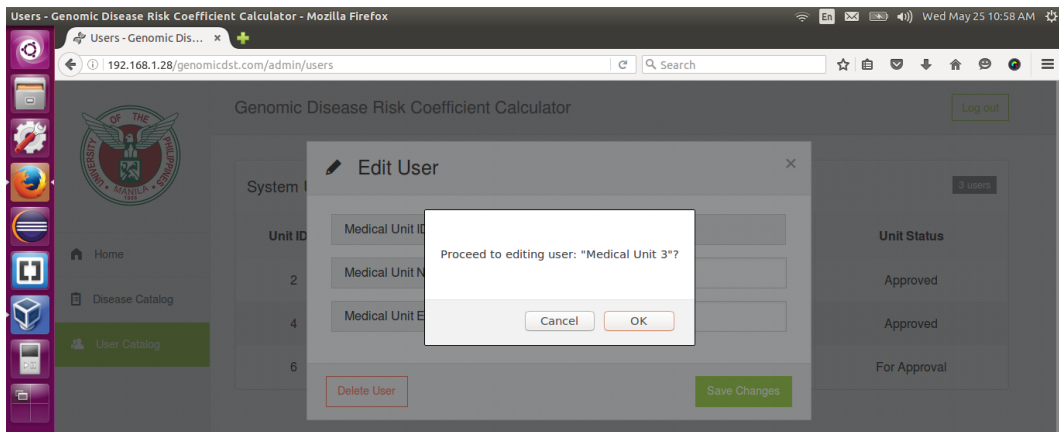 Users - Genomic Disease Risk Coefficient Calculator - Mozilla Firefox
En
Wed May 25 10:58 AM
Users - Genomic Dis...
192.168.1.28/genomicdst.com/admin/users
Search
UNIVERSITY OF THE PHILIPPINES
MANILA
1908
Genomic Disease Risk Coefficient Calculator
Log out
Home
Disease Catalog
User Catalog
System
3 users
Unit ID
Unit Status
2
Approved
4
Approved
6
For Approval
Edit User
×
Medical Unit ID
Medical Unit N
Medical Unit E
Delete User
Save Changes
Proceed to editing user: "Medical Unit 3"?
Cancel
OK